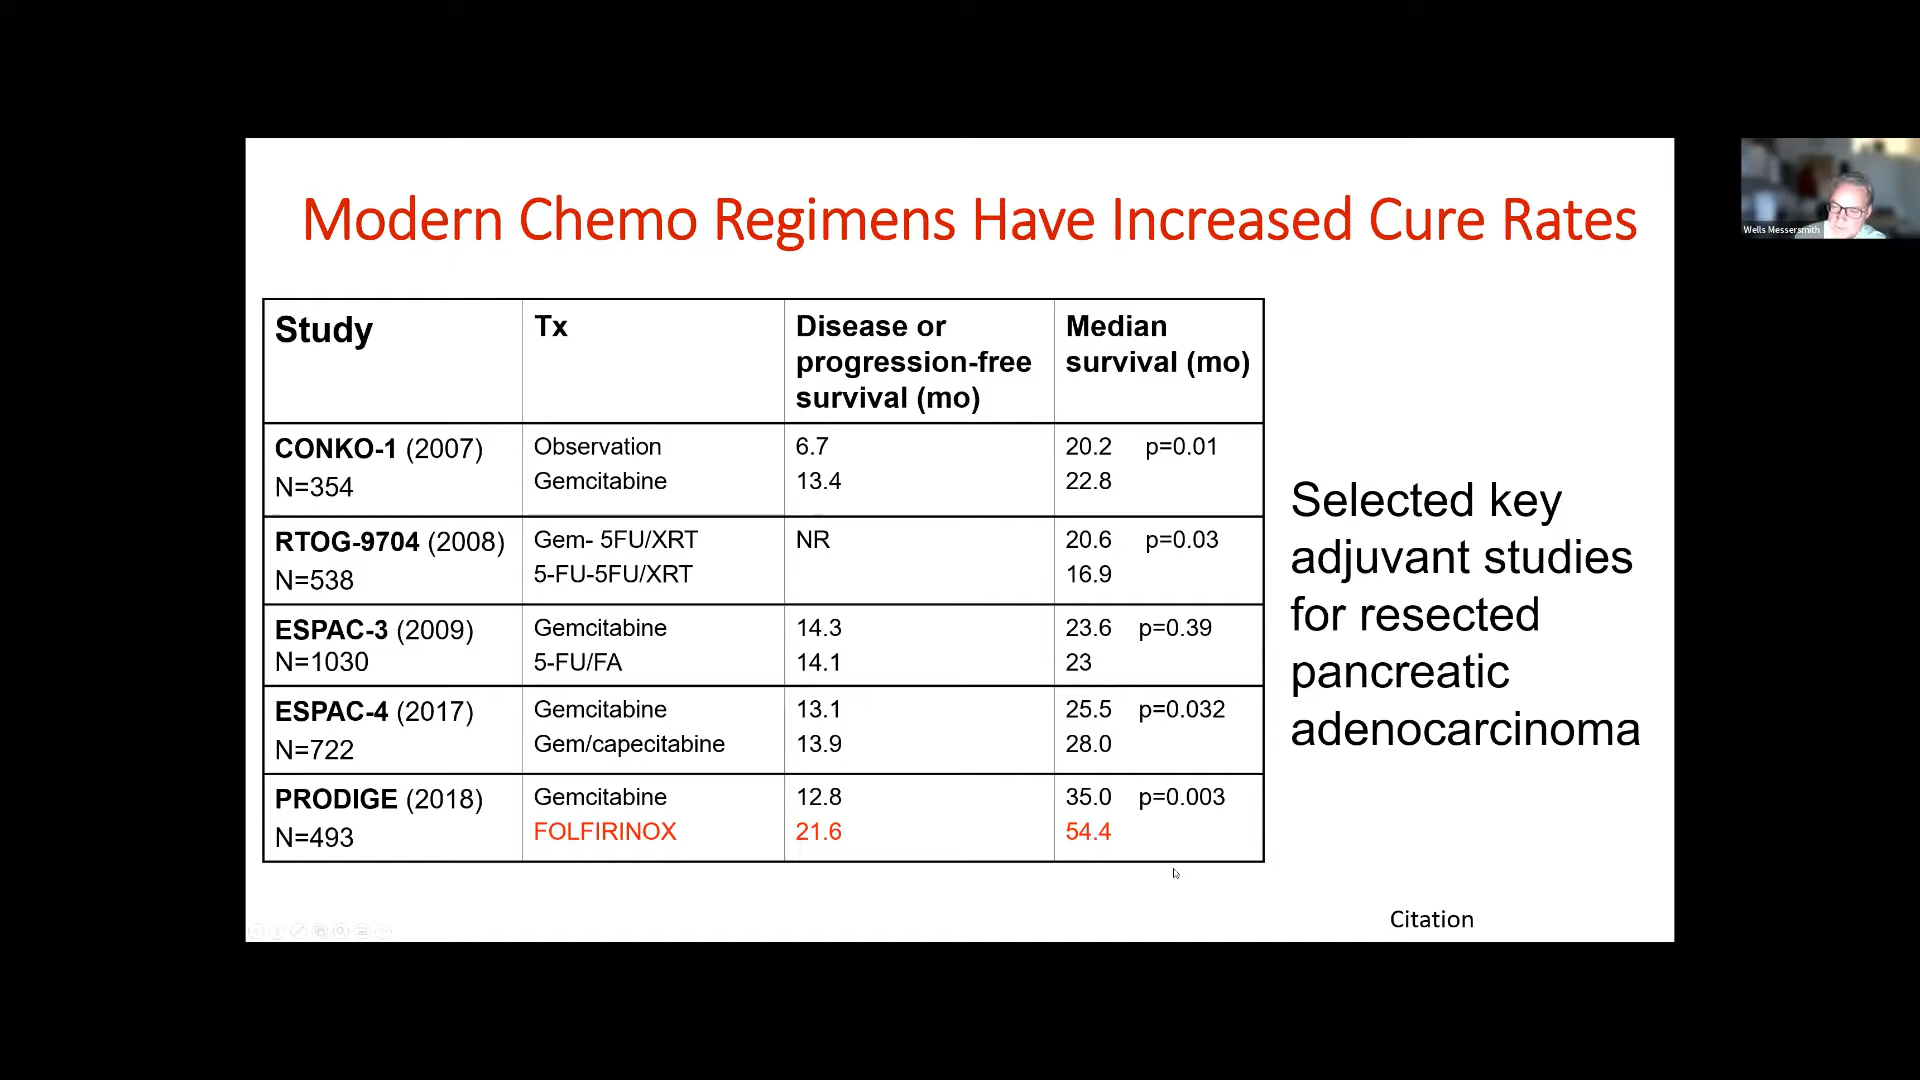 Modern Chemo Regimens Have Increased Cure Rates
Wells Messersmith
Study
Tx
Disease or
progression-free
survival (mo)
Median
survival (mo)
CONKO-1 (2007)
N=354
Observation
Gemcitabine
6.7
13.4
20.2 p=0.01
22.8
RTOG-9704 (2008)
N=538
Gem- 5FU/XRT
5-FU-5FU/XRT
NR
20.6 p=0.03
16.9
ESPAC-3 (2009)
N=1030
Gemcitabine
5-FU/FA
14.3
14.1
23.6 p=0.39
23
ESPAC-4 (2017)
N=722
Gemcitabine
Gem/capecitabine
13.1
13.9
25.5 p=0.032
28.0
PRODIGE (2018)
N=493
Gemcitabine
FOLFIRINOX
12.8
21.6
35.0 p=0.003
54.4
Selected key
adjuvant studies
for resected
pancreatic
adenocarcinoma
Citation